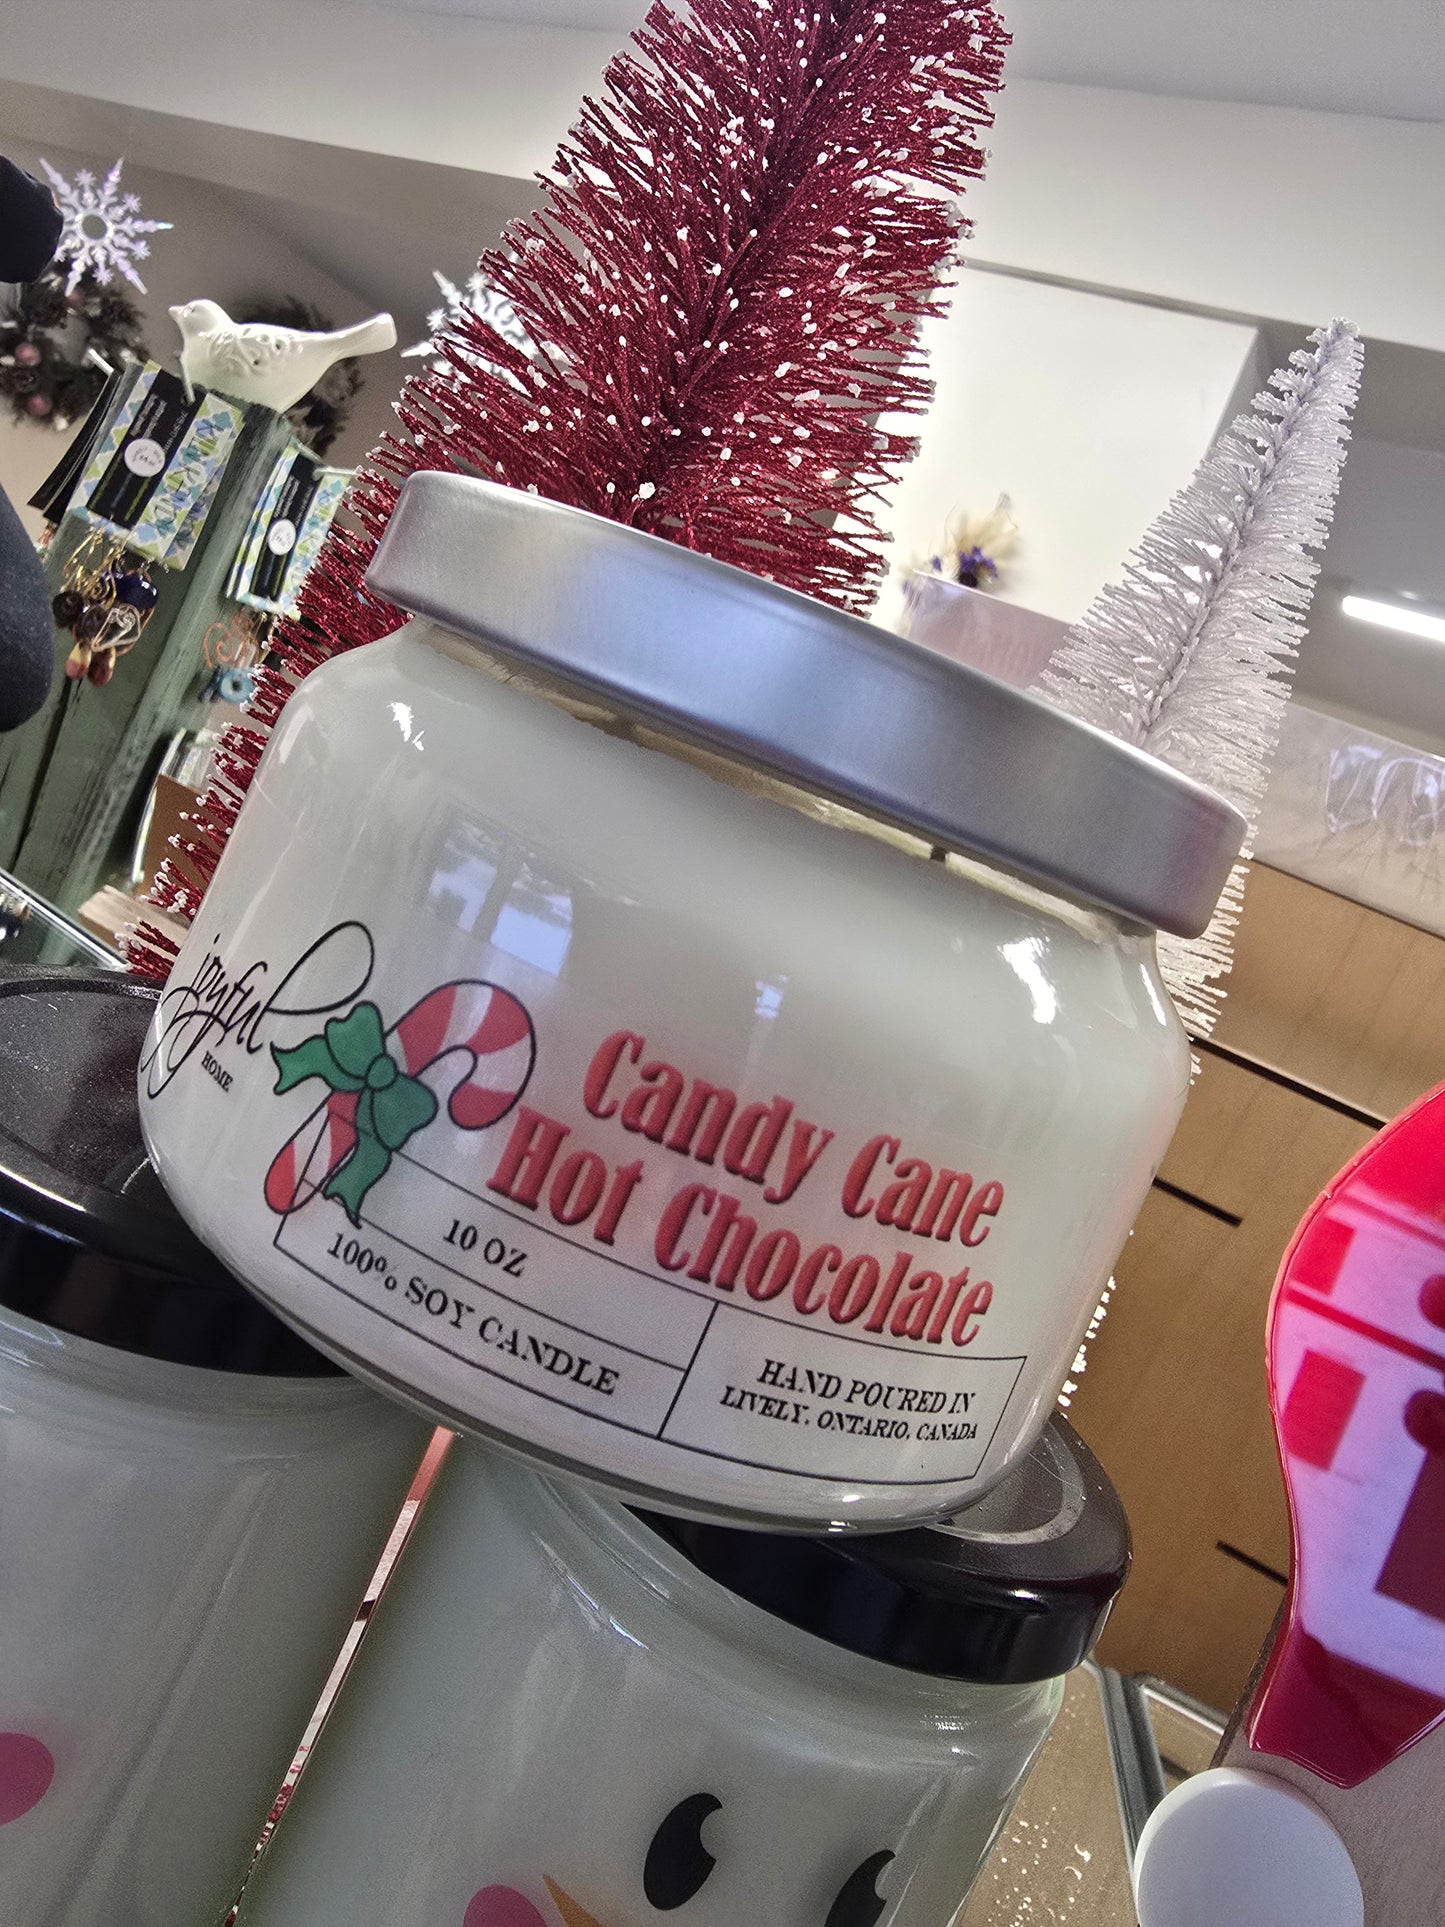 joyful
HOME
Candy Cane
Hot Chocolate
10 OZ
100% SOY CANDLE
HAND POURED IN
LIVELY, ONTARIO, CANADA